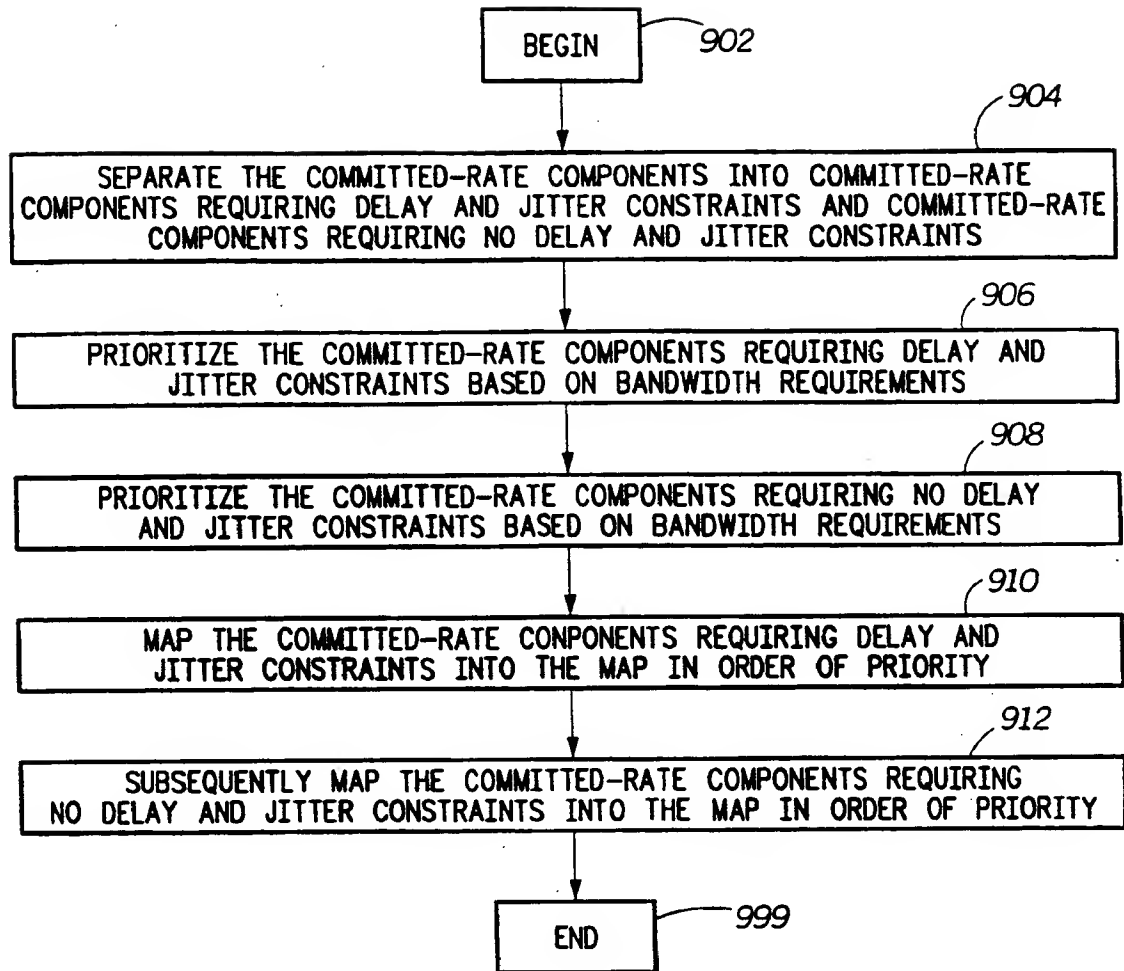 BEGIN
902
904
SEPARATE THE COMMITTED-RATE COMPONENTS INTO COMMITTED-RATE
COMPONENTS REQUIRING DELAY AND JITTER CONSTRAINTS AND COMMITTED-RATE
COMPONENTS REQUIRING NO DELAY AND JITTER CONSTRAINTS
906
PRIORITIZE THE COMMITTED-RATE COMPONENTS REQUIRING DELAY AND
JITTER CONSTRAINTS BASED ON BANDWIDTH REQUIREMENTS
908
PRIORITIZE THE COMMITTED-RATE COMPONENTS REQUIRING NO DELAY
AND JITTER CONSTRAINTS BASED ON BANDWIDTH REQUIREMENTS
910
MAP THE COMMITTED-RATE CONPONENTS REQUIRING DELAY AND
JITTER CONSTRAINTS INTO THE MAP IN ORDER OF PRIORITY
912
SUBSEQUENTLY MAP THE COMMITTED-RATE COMPONENTS REQUIRING
NO DELAY AND JITTER CONSTRAINTS INTO THE MAP IN ORDER OF PRIORITY
999
END